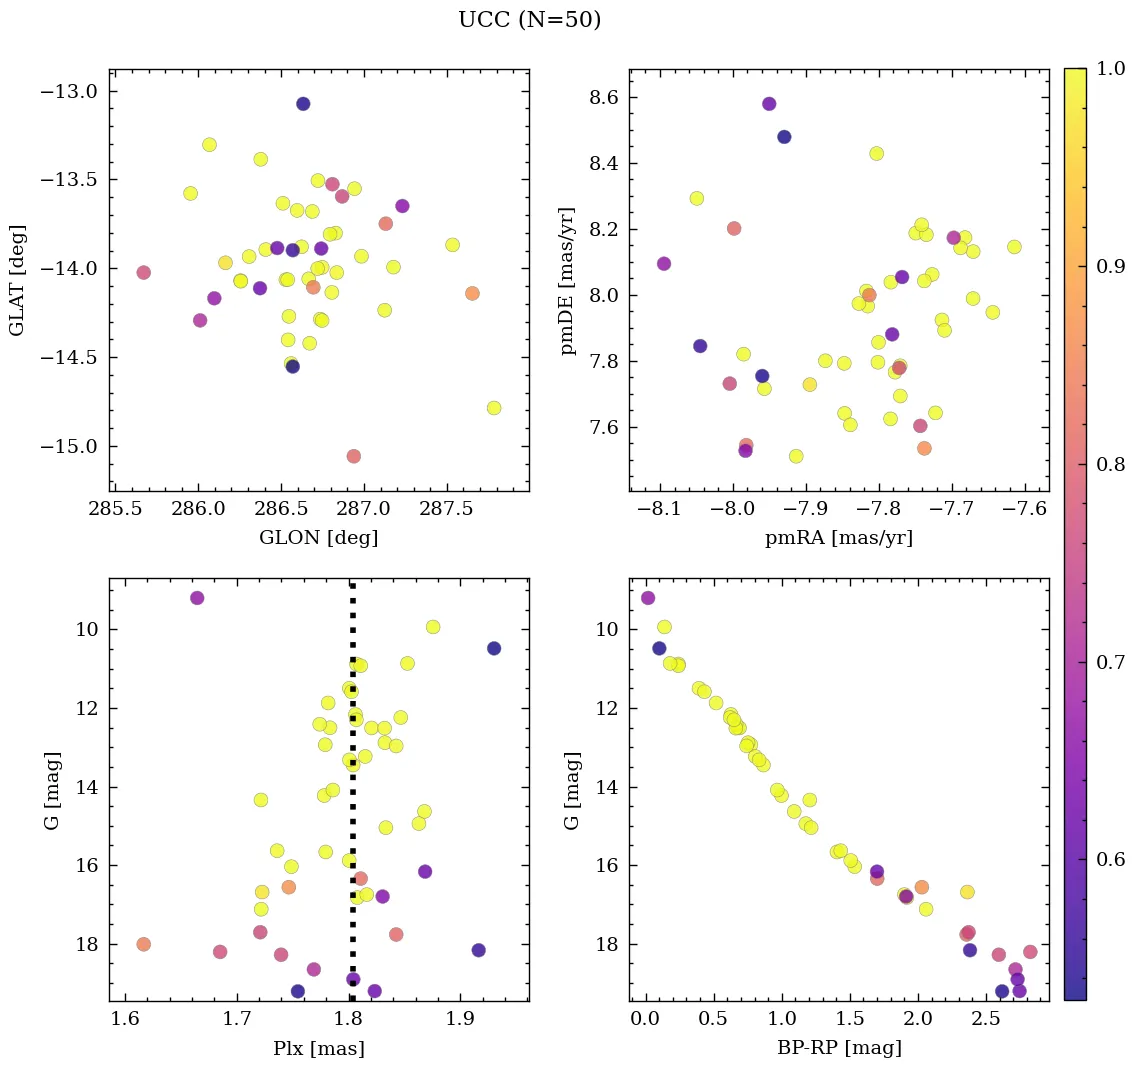 UCC (N=50)
−13.0
−13.5
−14.0
−14.5
−15.0
GLAT [deg]
285.5 286.0 286.5 287.0 287.5
GLON [deg]
8.6
8.4
8.2
8.0
7.8
7.6
pmDE [mas/yr]
−8.1 −8.0 −7.9 −7.8 −7.7 −7.6
pmRA [mas/yr]
1.0
0.9
0.8
0.7
0.6
10
12
14
16
18
G [mag]
1.6 1.7 1.8 1.9
Plx [mas]
10
12
14
16
18
G [mag]
0.0 0.5 1.0 1.5 2.0 2.5
BP-RP [mag]